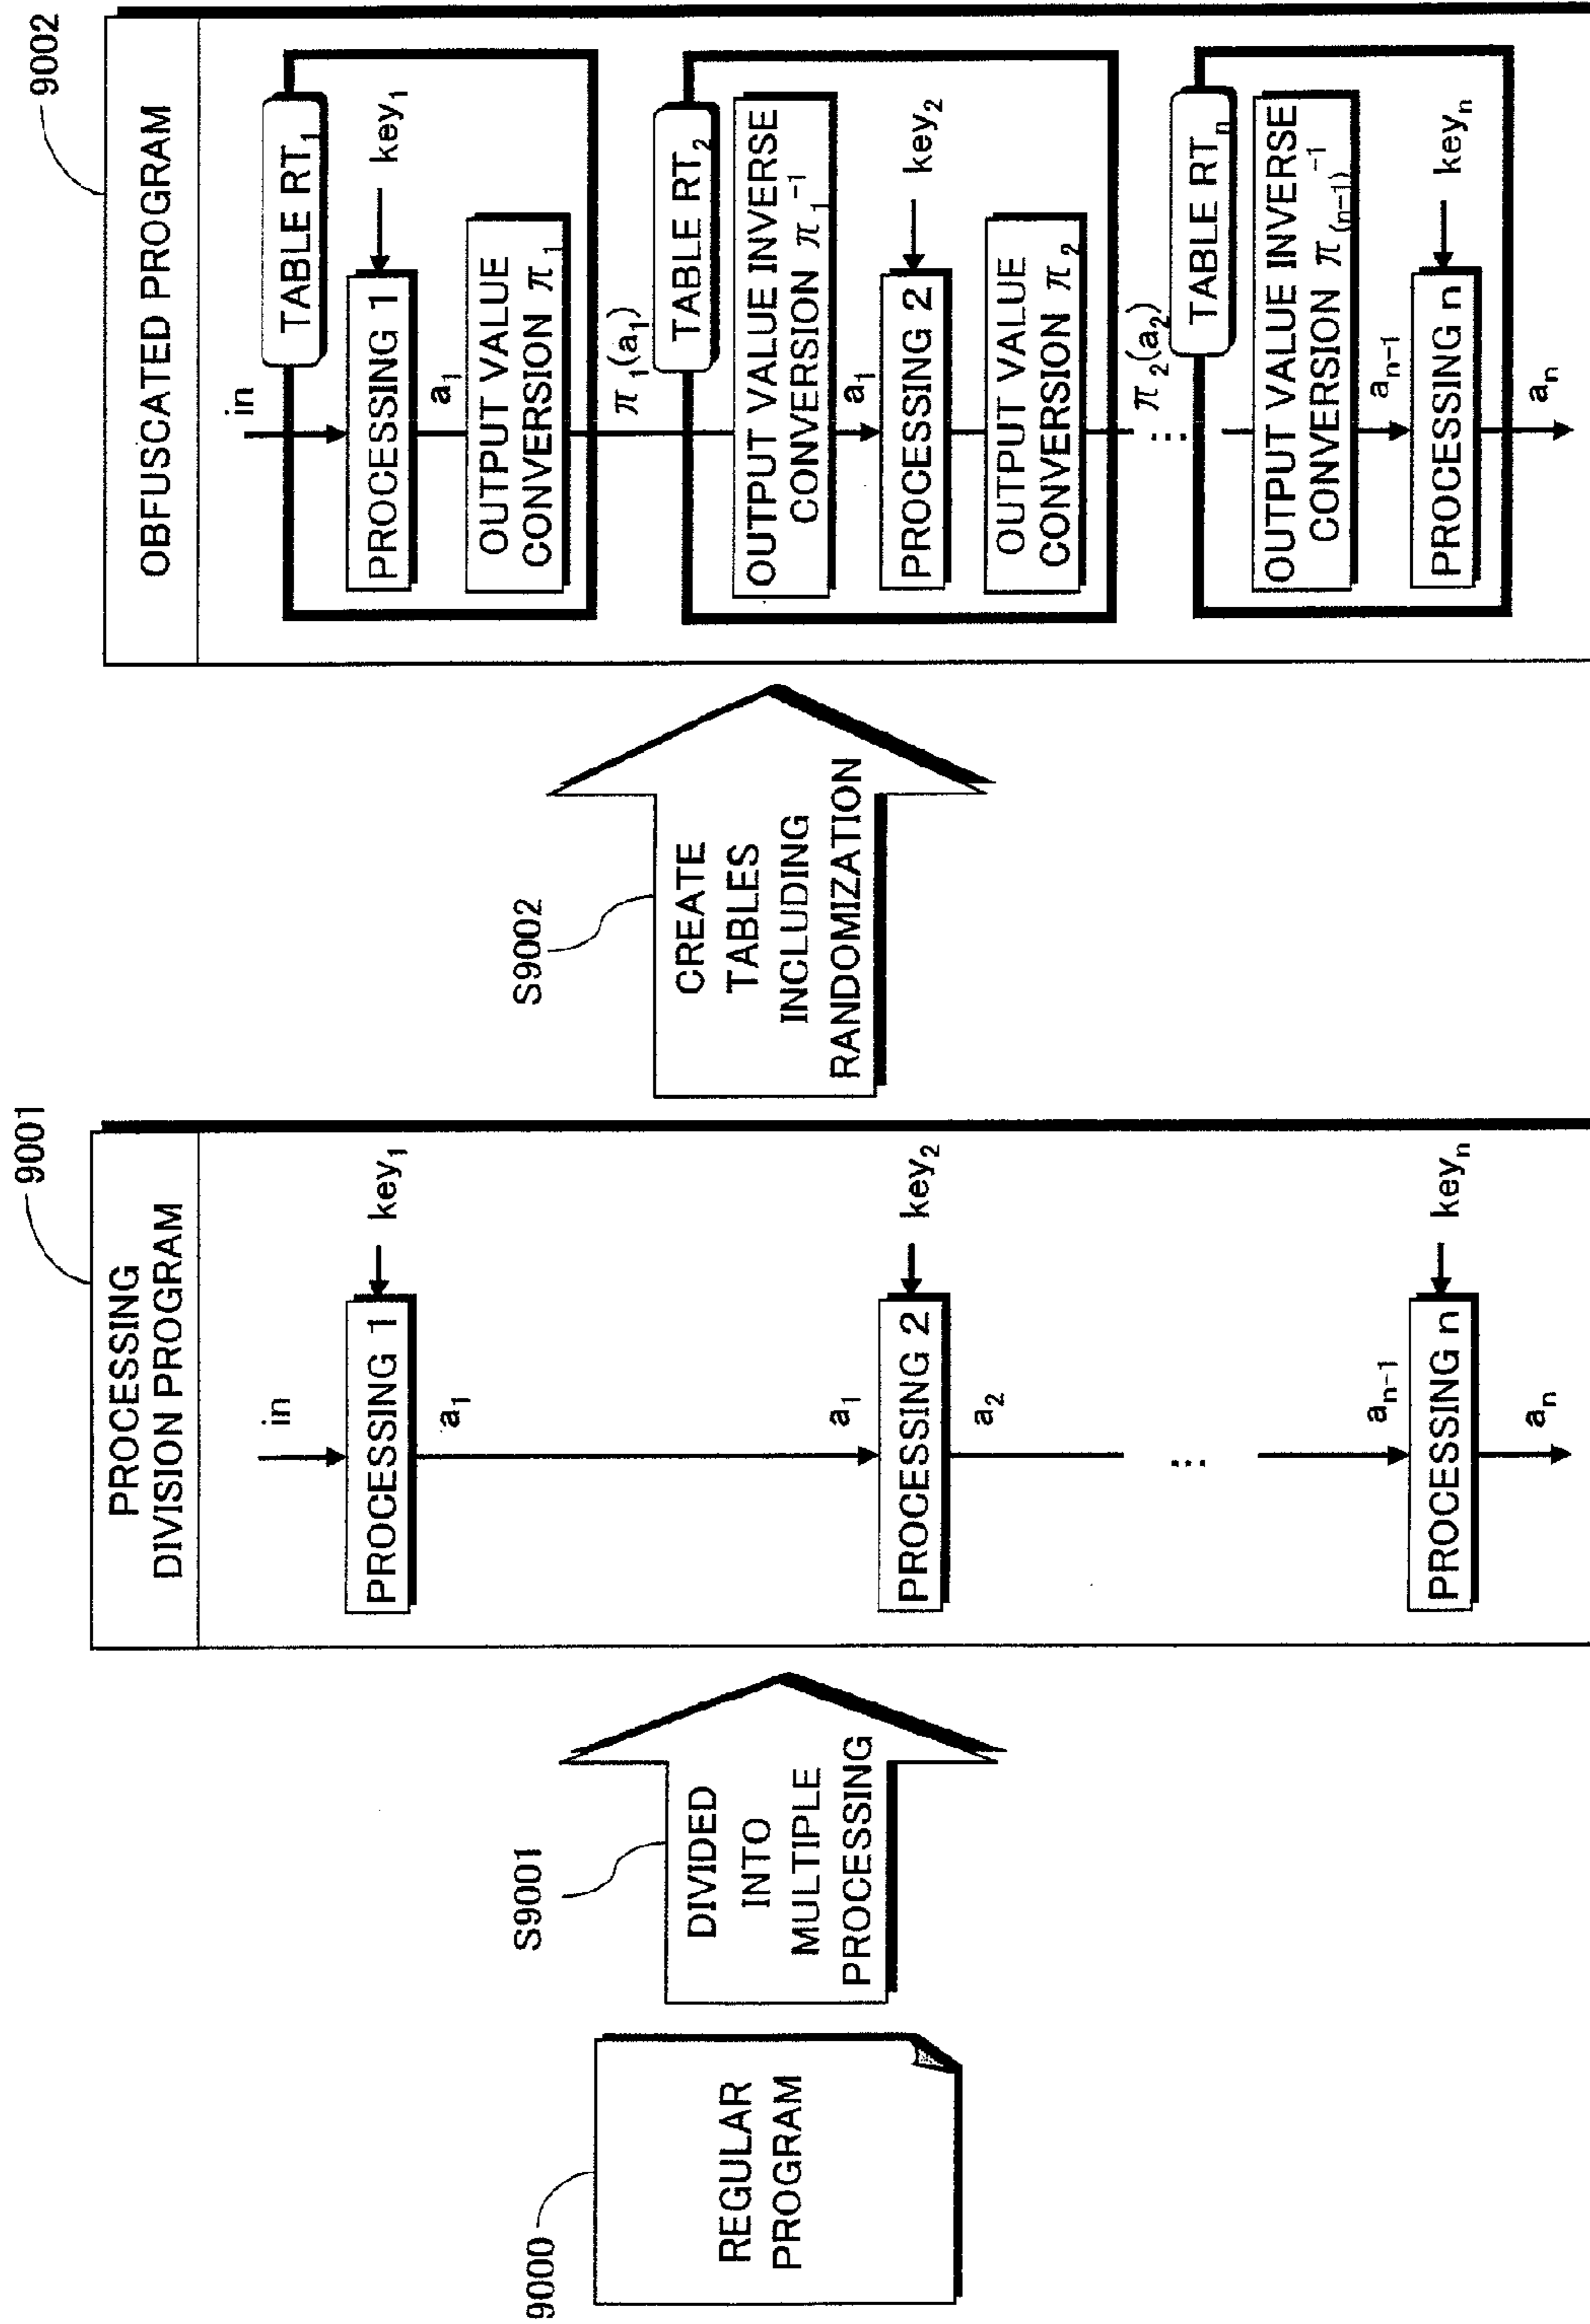 9000
REGULAR
PROGRAM
S9001
DIVIDED
INTO
MULTIPLE
PROCESSING
9001
PROCESSING
DIVISION PROGRAM
in
PROCESSING 1
key₁
a₁
a₁
PROCESSING 2
key₂
a₂
...
aₙ₋₁
PROCESSING n
keyₙ
aₙ
S9002
CREATE
TABLES
INCLUDING
RANDOMIZATION
9002
OBFUSCATED PROGRAM
in
TABLE RT₁
PROCESSING 1
key₁
a₁
OUTPUT VALUE
CONVERSION π₁
π₁(a₁)
TABLE RT₂
OUTPUT VALUE INVERSE
CONVERSION π₁⁻¹
a₁
PROCESSING 2
key₂
OUTPUT VALUE
CONVERSION π₂
π₂(a₂)
...
TABLE RTₙ
OUTPUT VALUE INVERSE
CONVERSION π₍ₙ₋₁₎⁻¹
aₙ₋₁
PROCESSING n
keyₙ
aₙ